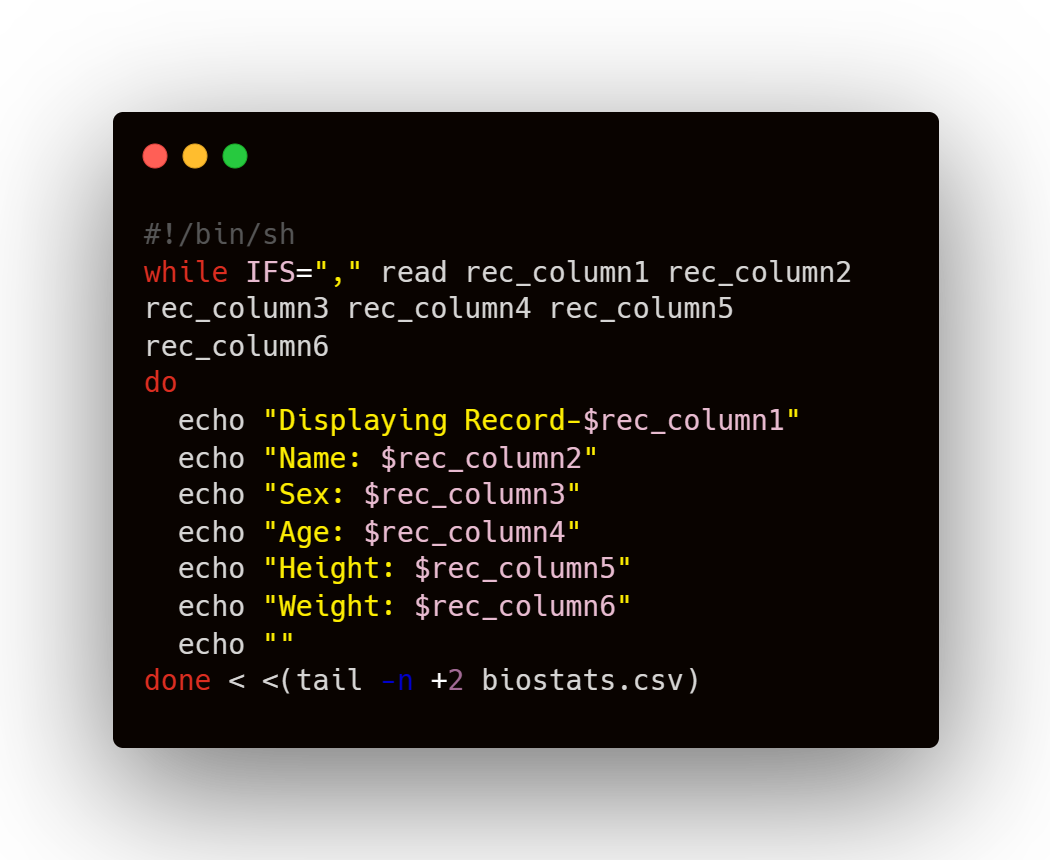 #!/bin/sh
while IFS="," read rec_column1 rec_column2
rec_column3 rec_column4 rec_column5
rec_column6
do
  echo "Displaying Record-$rec_column1"
  echo "Name: $rec_column2"
  echo "Sex: $rec_column3"
  echo "Age: $rec_column4"
  echo "Height: $rec_column5"
  echo "Weight: $rec_column6"
  echo ""
done < <(tail -n +2 biostats.csv)